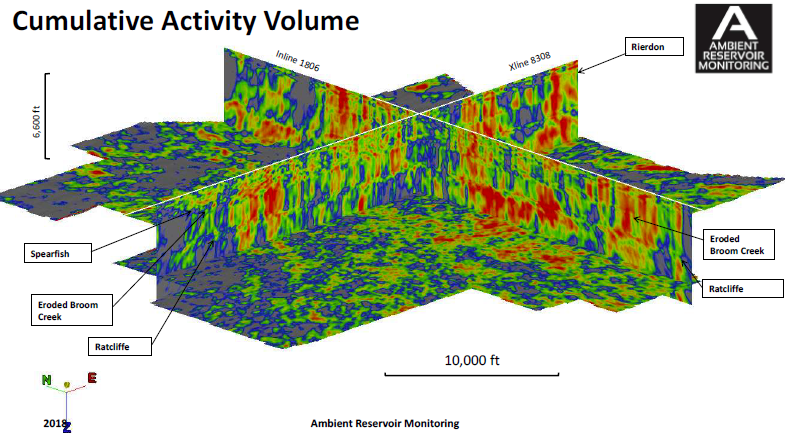 Cumulative Activity Volume
A
AMBIENT
RESERVOIR
MONITORING
Inline 1806
Xline 8308
Rierdon
6,600 ft
Spearfish
Eroded
Broom Creek
Eroded Broom
Creek
Ratcliffe
Ratcliffe
10,000 ft
N
E
Z
2018
Ambient Reservoir Monitoring